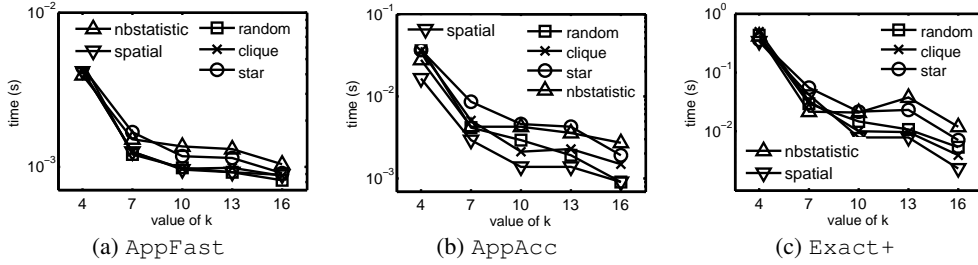 10⁻²
nbstatistic
random
spatial
clique
star
time (s)
10⁻³
4 7 10 13 16
value of k
(a) AppFast
10⁻¹
spatial
random
clique
star
nbstatistic
time (s)
10⁻²
10⁻³
4 7 10 13 16
value of k
(b) AppAcc
10⁰
random
clique
star
time (s)
10⁻¹
10⁻²
nbstatistic
spatial
4 7 10 13 16
value of k
(c) Exact+